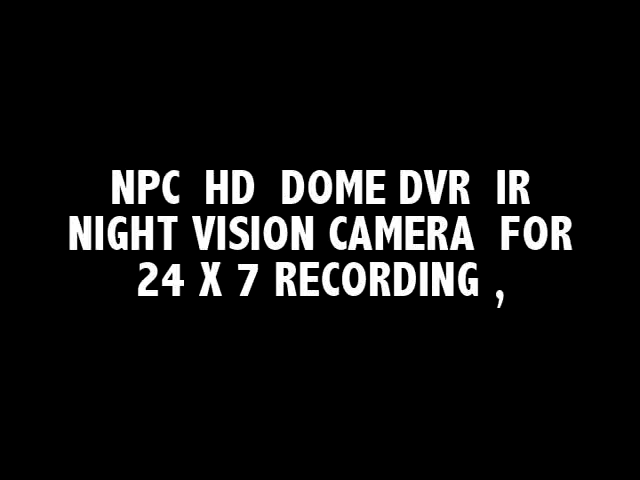 NPC HD DOME DVR IR
NIGHT VISION CAMERA FOR
24 X 7 RECORDING ,